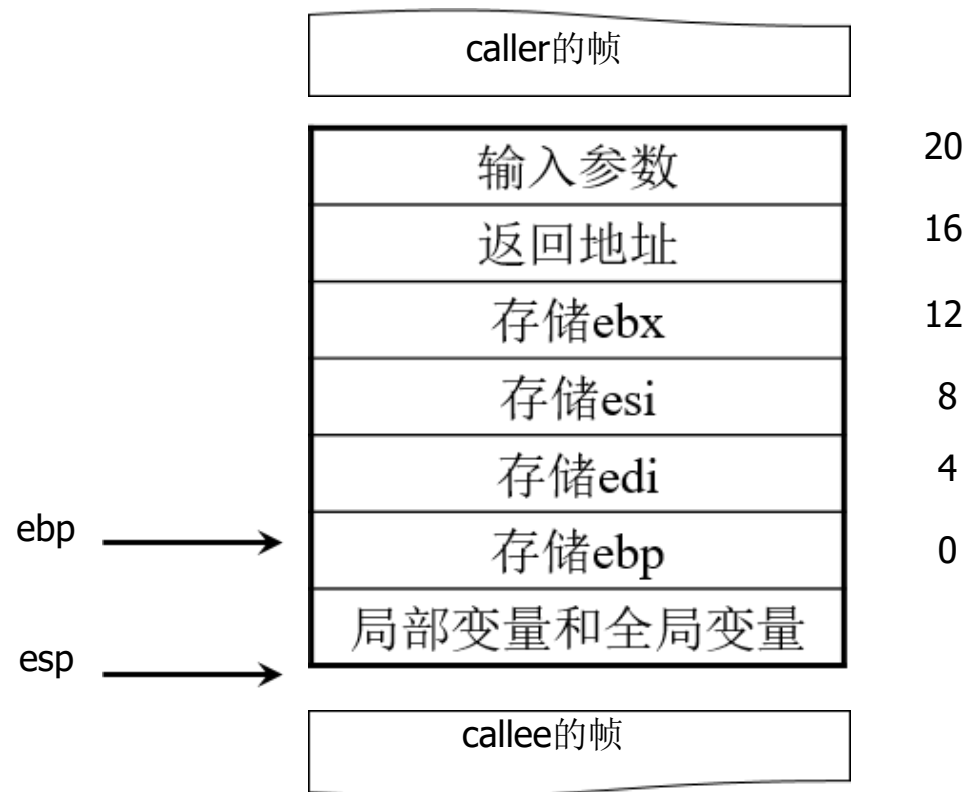 caller的帧
输入参数 20
返回地址 16
存储ebx 12
存储esi 8
存储edi 4
ebp 存储ebp 0
局部变量和全局变量
esp
callee的帧